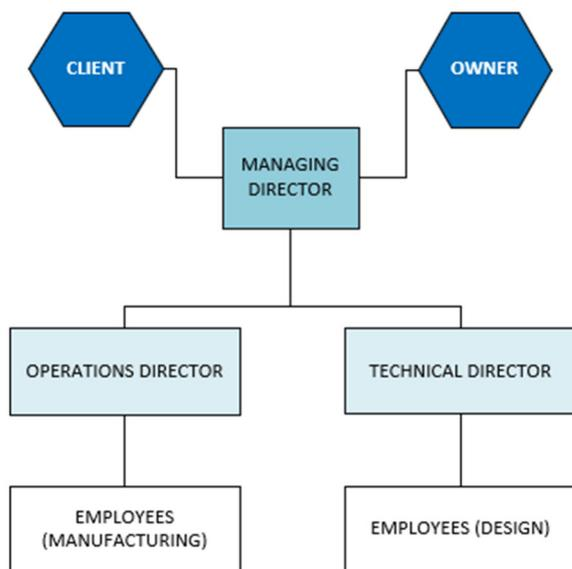 CLIENT
OWNER
MANAGING
DIRECTOR
OPERATIONS DIRECTOR
TECHNICAL DIRECTOR
EMPLOYEES
(MANUFACTURING)
EMPLOYEES (DESIGN)